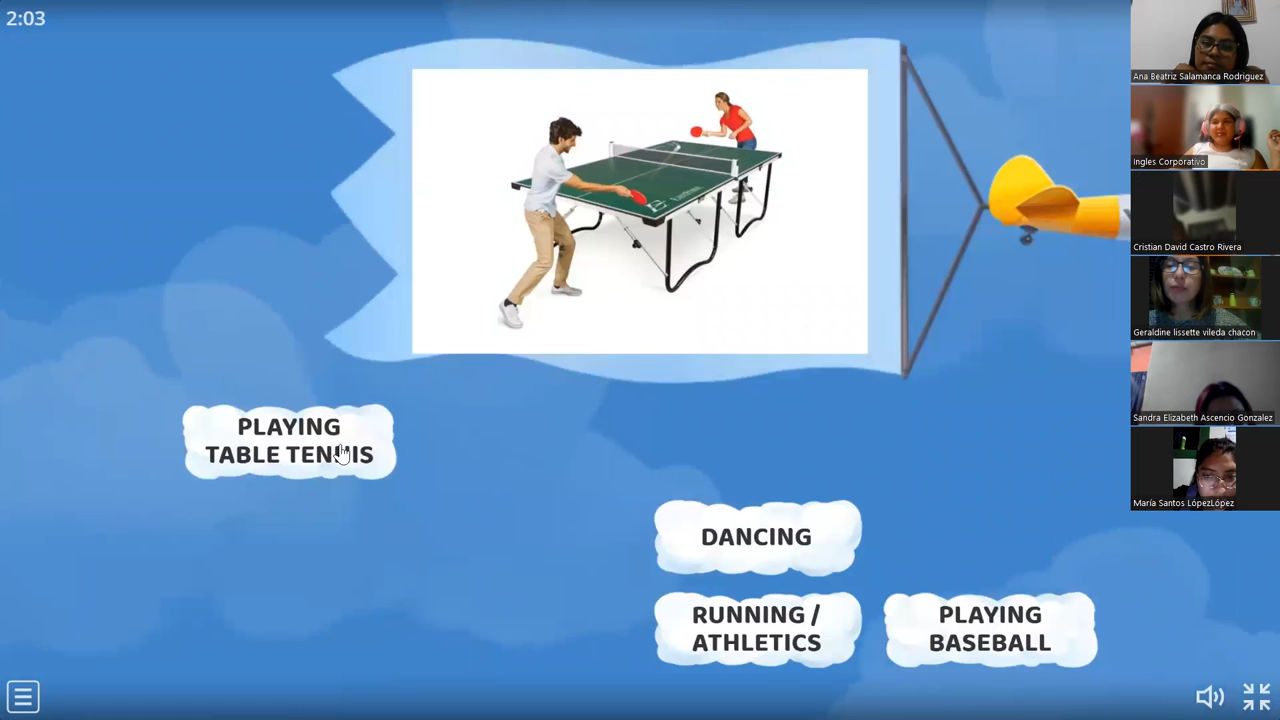 2:03
Ana Beatriz Salamanca Rodriguez
Ingles Corporativo
Cristian David Castro Rivera
Geraldine lissette vileda chacon
Sandra Elizabeth Ascencio Gonzalez
María Santos LópezLópez
PLAYING
TABLE TENNIS
DANCING
RUNNING /
ATHLETICS
PLAYING
BASEBALL